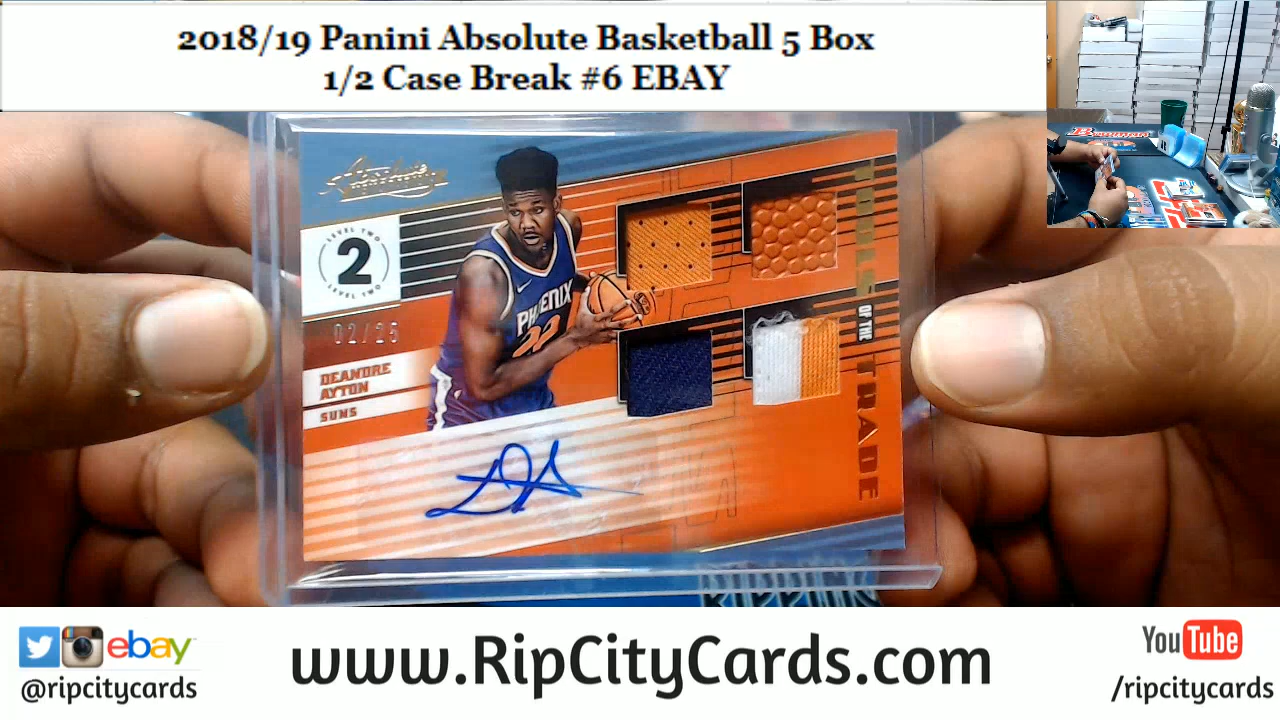 2018/19 Panini Absolute Basketball 5 Box
1/2 Case Break #6 EBAY
Absolute
LEVEL TWO
2
LEVEL TWO
02/25
DEANDRE
AYTON
SUNS
PHOENIX
22
TOOLS OF THE TRADE
ebay
@ripcitycards
www.RipCityCards.com
YouTube
/ripcitycards